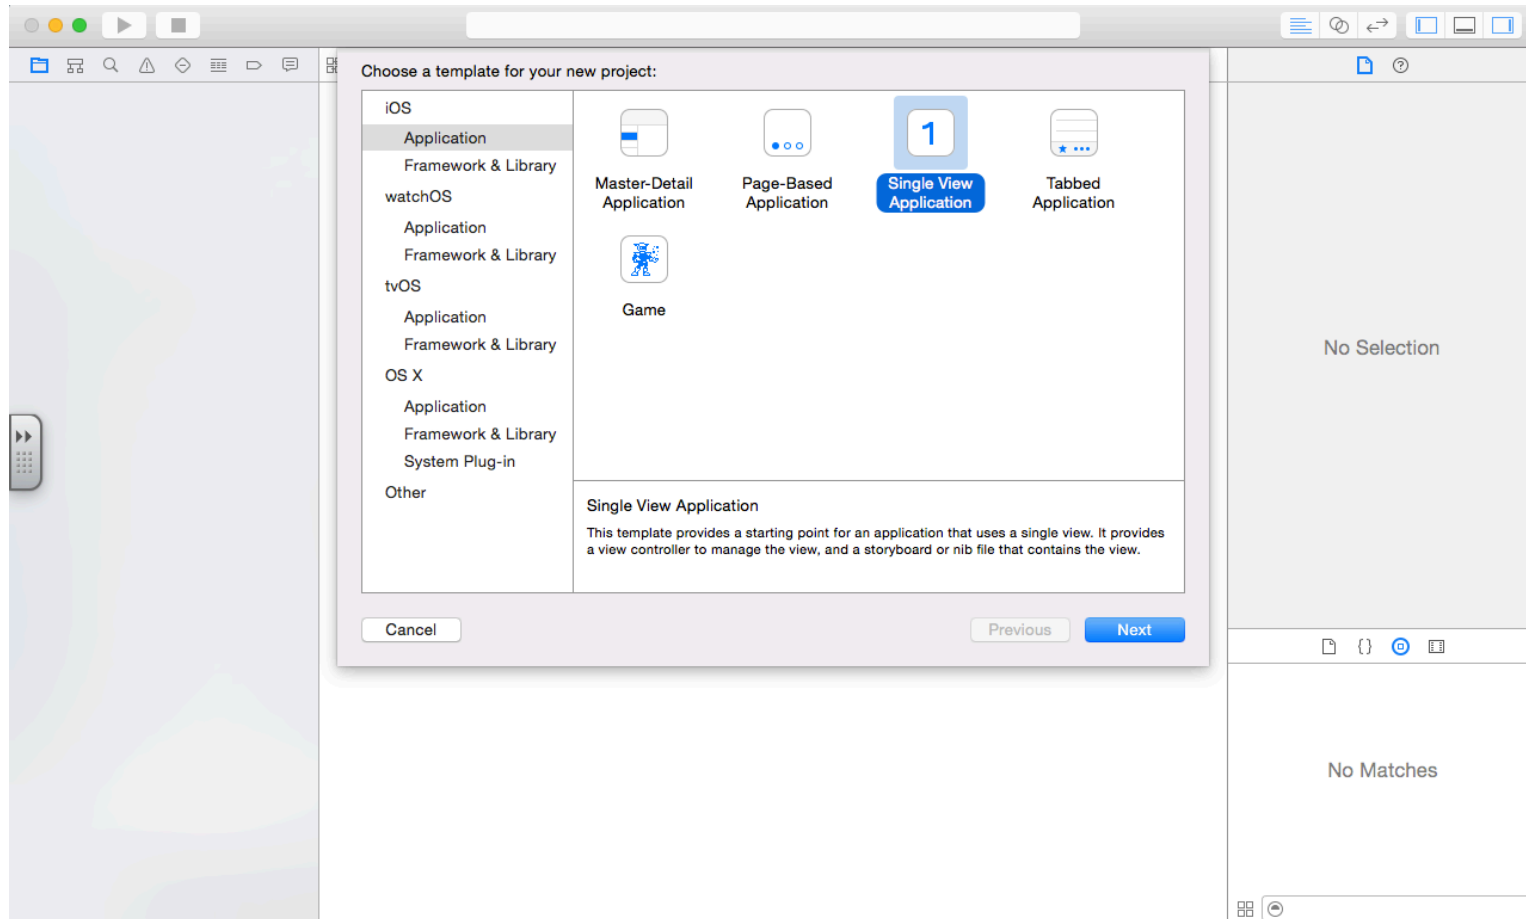 Choose a template for your new project:
iOS
Application
Framework & Library
watchOS
Application
Framework & Library
tvOS
Application
Framework & Library
OS X
Application
Framework & Library
System Plug-in
Other
Master-Detail
Application
Page-Based
Application
1
Single View
Application
Tabbed
Application
Game
Single View Application
This template provides a starting point for an application that uses a single view. It provides
a view controller to manage the view, and a storyboard or nib file that contains the view.
Cancel
Previous
Next
No Selection
{}
No Matches